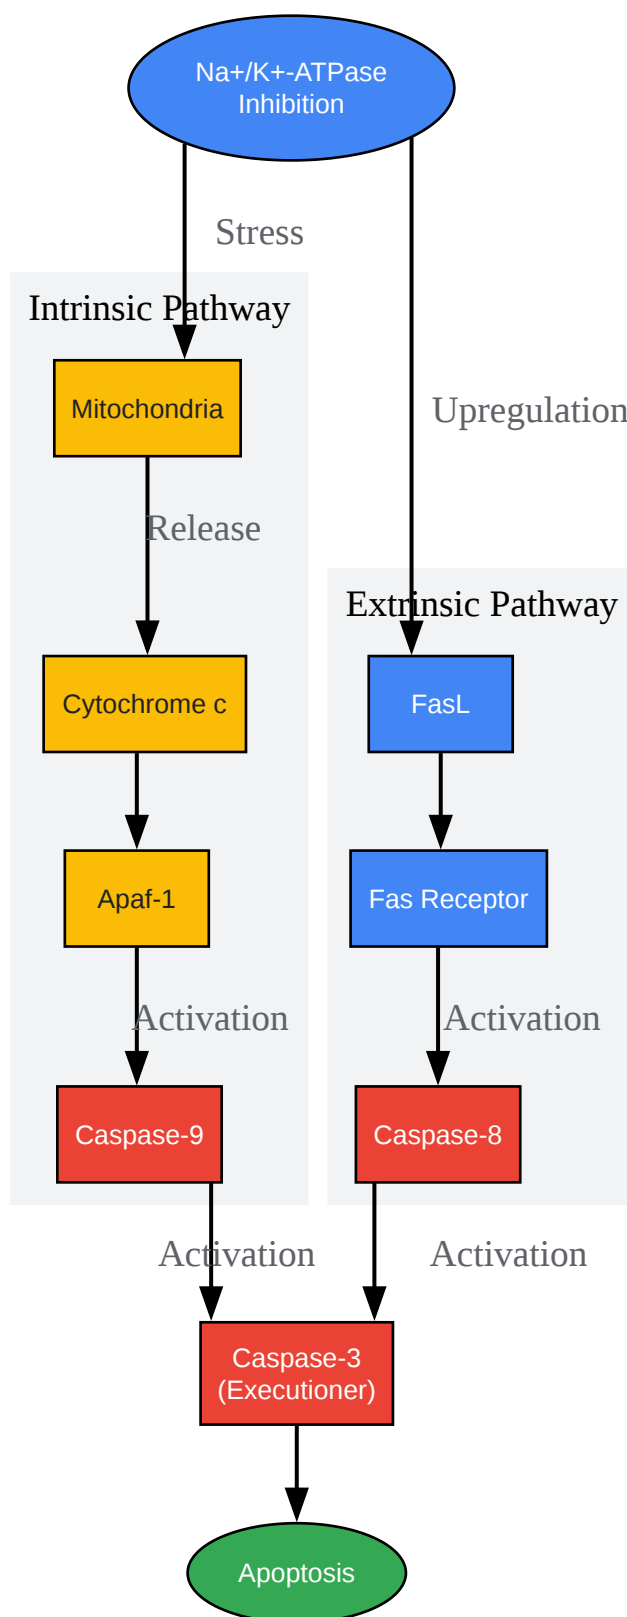 Na+/K+-ATPase
Inhibition
Stress
Intrinsic Pathway
Mitochondria
Upregulation
Release
Extrinsic Pathway
Cytochrome c
FasL
Apaf-1
Fas Receptor
Activation
Activation
Caspase-9
Caspase-8
Activation
Activation
Caspase-3
(Executioner)
Apoptosis